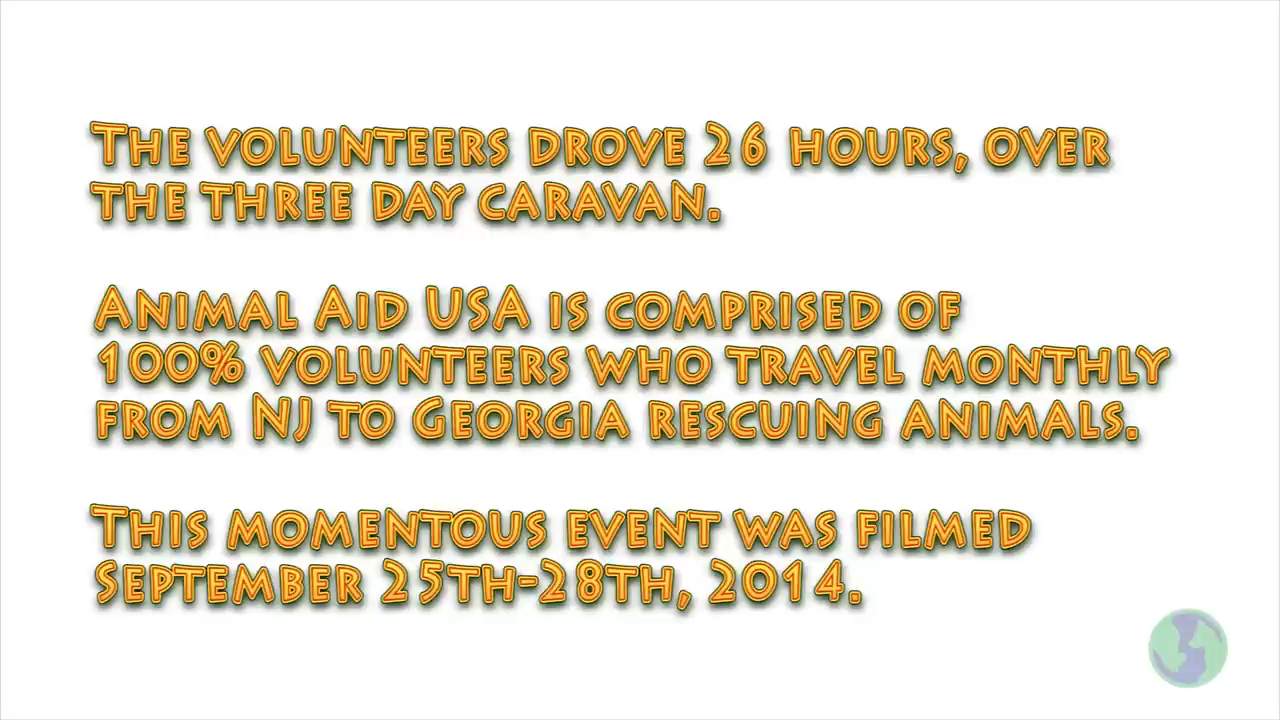 The volunteers drove 26 hours, over
the three day caravan.
Animal Aid USA is comprised of
100% volunteers who travel monthly
from NJ to Georgia rescuing animals.
This momentous event was filmed
September 25th-28th, 2014.